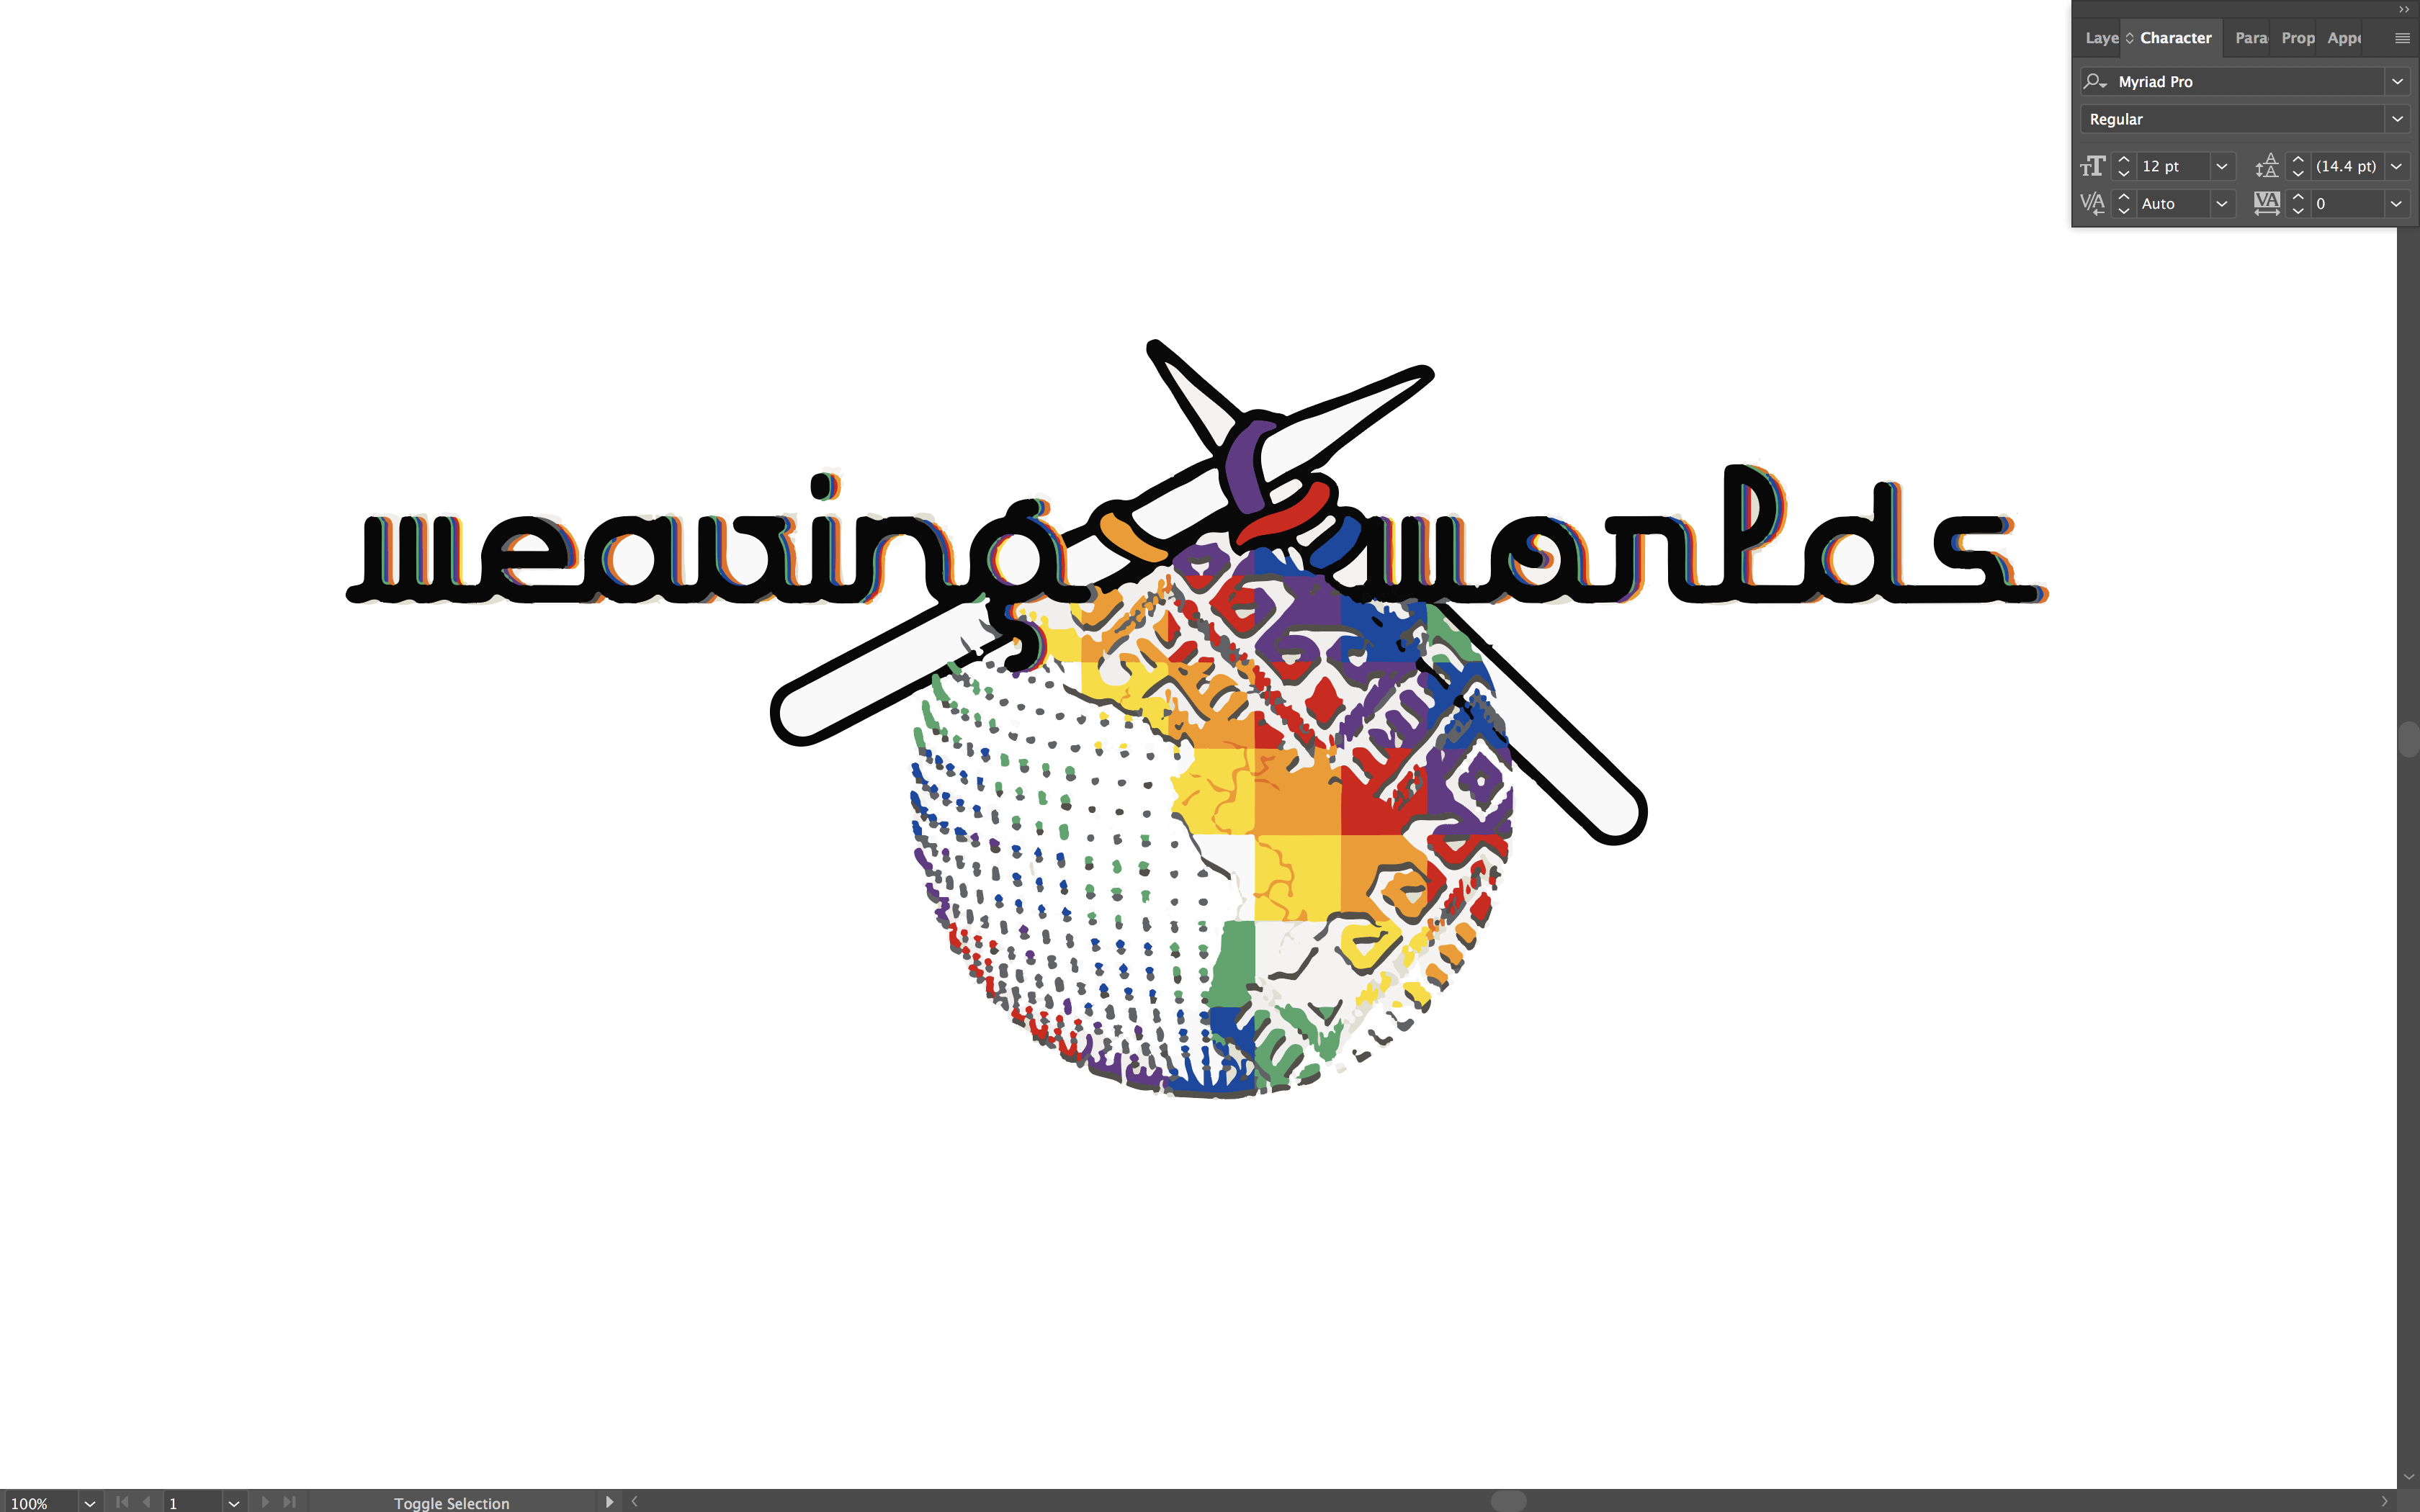 Laye
Character
Para
Prop
Appe
Myriad Pro
Regular
12 pt
(14.4 pt)
Auto
0
weaving worlds
100%
1
Toggle Selection